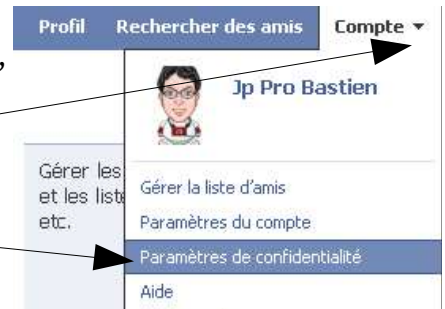 Profil Rechercher des amis Compte ▼
,
Jp Pro Bastien
Gérer les
et les liste
etc.
Gérer la liste d'amis
Paramètres du compte
Paramètres de confidentialité
Aide